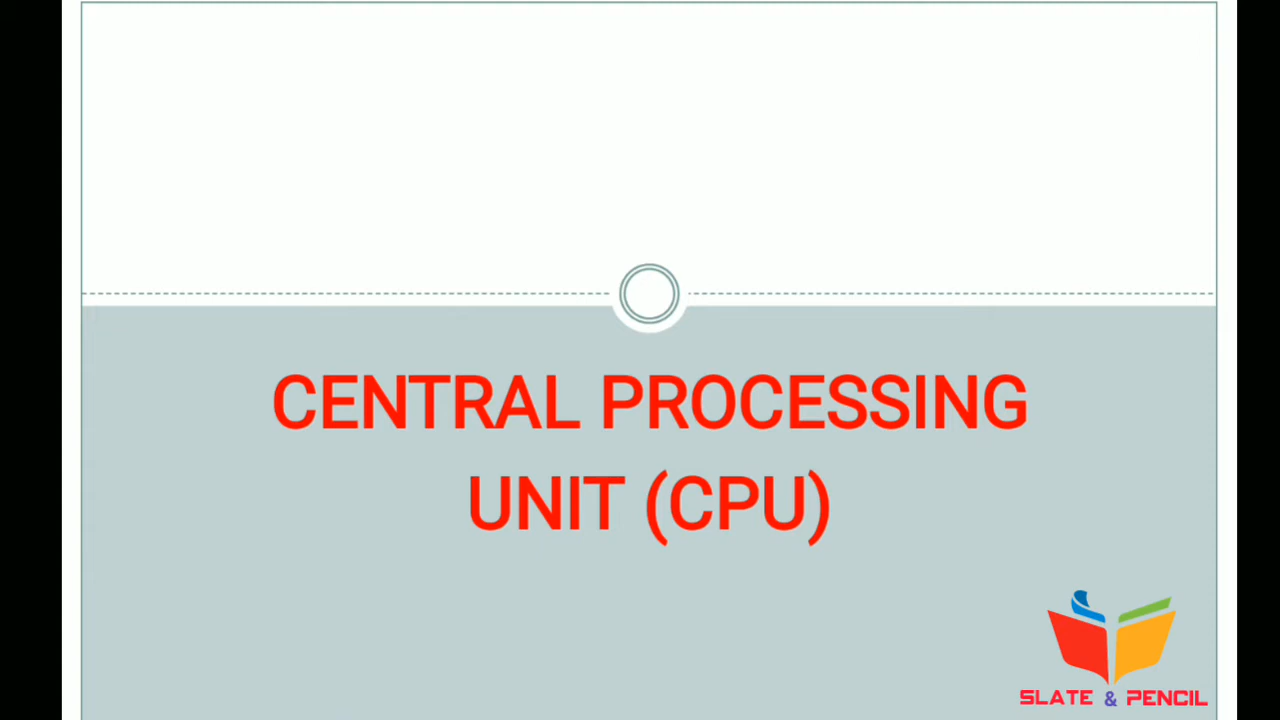 CENTRAL PROCESSING
UNIT (CPU)
SLATE & PENCIL